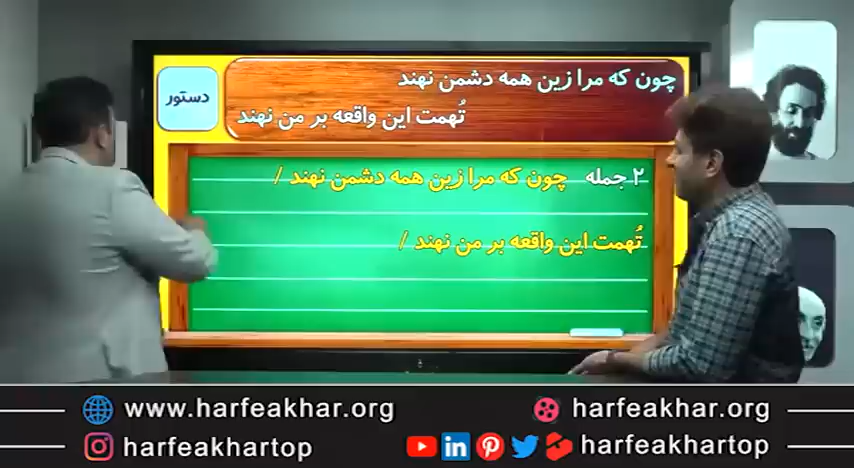 چون که مرا زین همه دشمن نهند
تُهمت این واقعه بر من نهند
دستور
۲ جمله چون که مرا زین همه دشمن نهند /
تُهمت این واقعه بر من نهند /
www.harfeakhar.org
harfeakhar.org
harfeakhartop
harfeakhartop